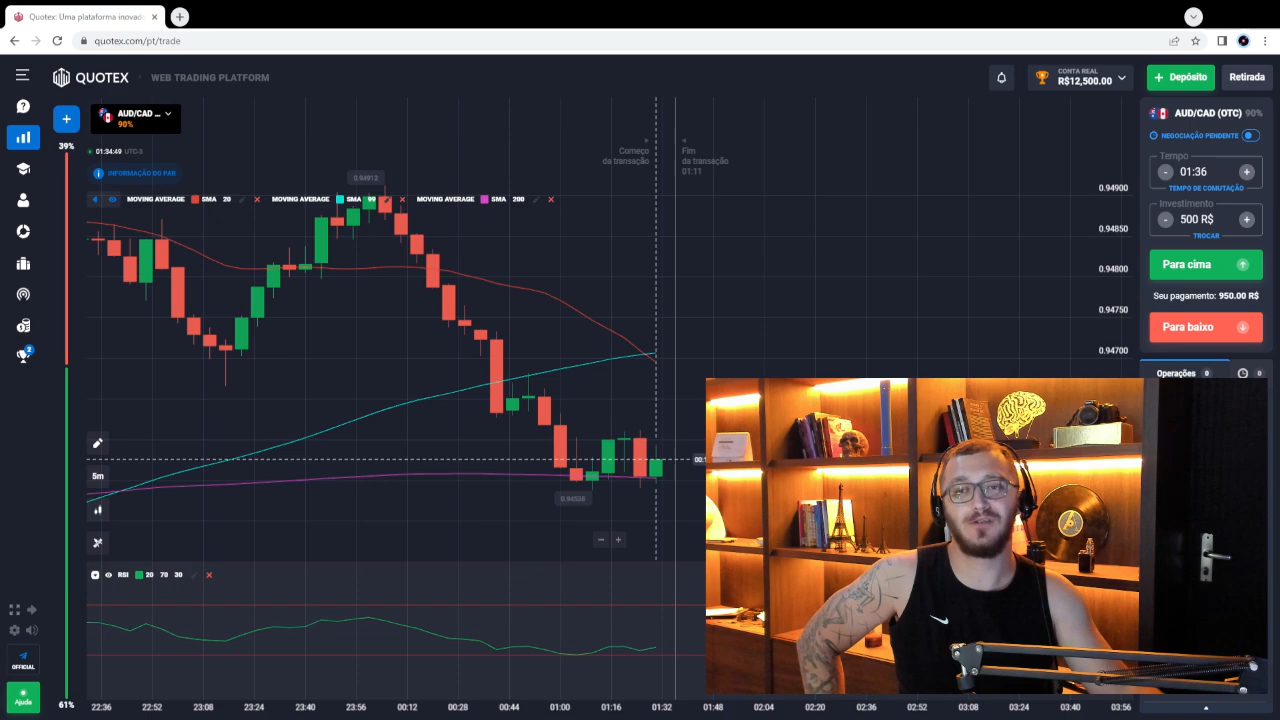 Quotex: Uma plataforma inovad
quotex.com/pt/trade
QUOTEX
WEB TRADING PLATFORM
CONTA REAL
R$12,500.00
Depósito
Retirada
AUD/CAD ...
90%
39%
01:34:49 UTC-3
INFORMAÇÃO DO PAR
MOVING AVERAGE SMA 20
MOVING AVERAGE SMA 99
MOVING AVERAGE SMA 200
0.94912
Começo
da transação
Fim
da transação
01:11
0.94900
0.94850
0.94800
0.94750
0.94700
00:1
0.94538
AUD/CAD (OTC) 90%
NEGOCIAÇÃO PENDENTE
Tempo
- 01:36 +
TEMPO DE COMUTAÇÃO
Investimento
- 500 R$ +
TROCAR
Para cima
Seu pagamento: 950.00 R$
Para baixo
Operações 0
0
2
5m
RSI 20 70 30
OFFICIAL
Ajuda
61%
22:36 22:52 23:08 23:24 23:40 23:56 00:12 00:28 00:44 01:00 01:16 01:32 01:48 02:04 02:20 02:36 02:52 03:08 03:24 03:40 03:56